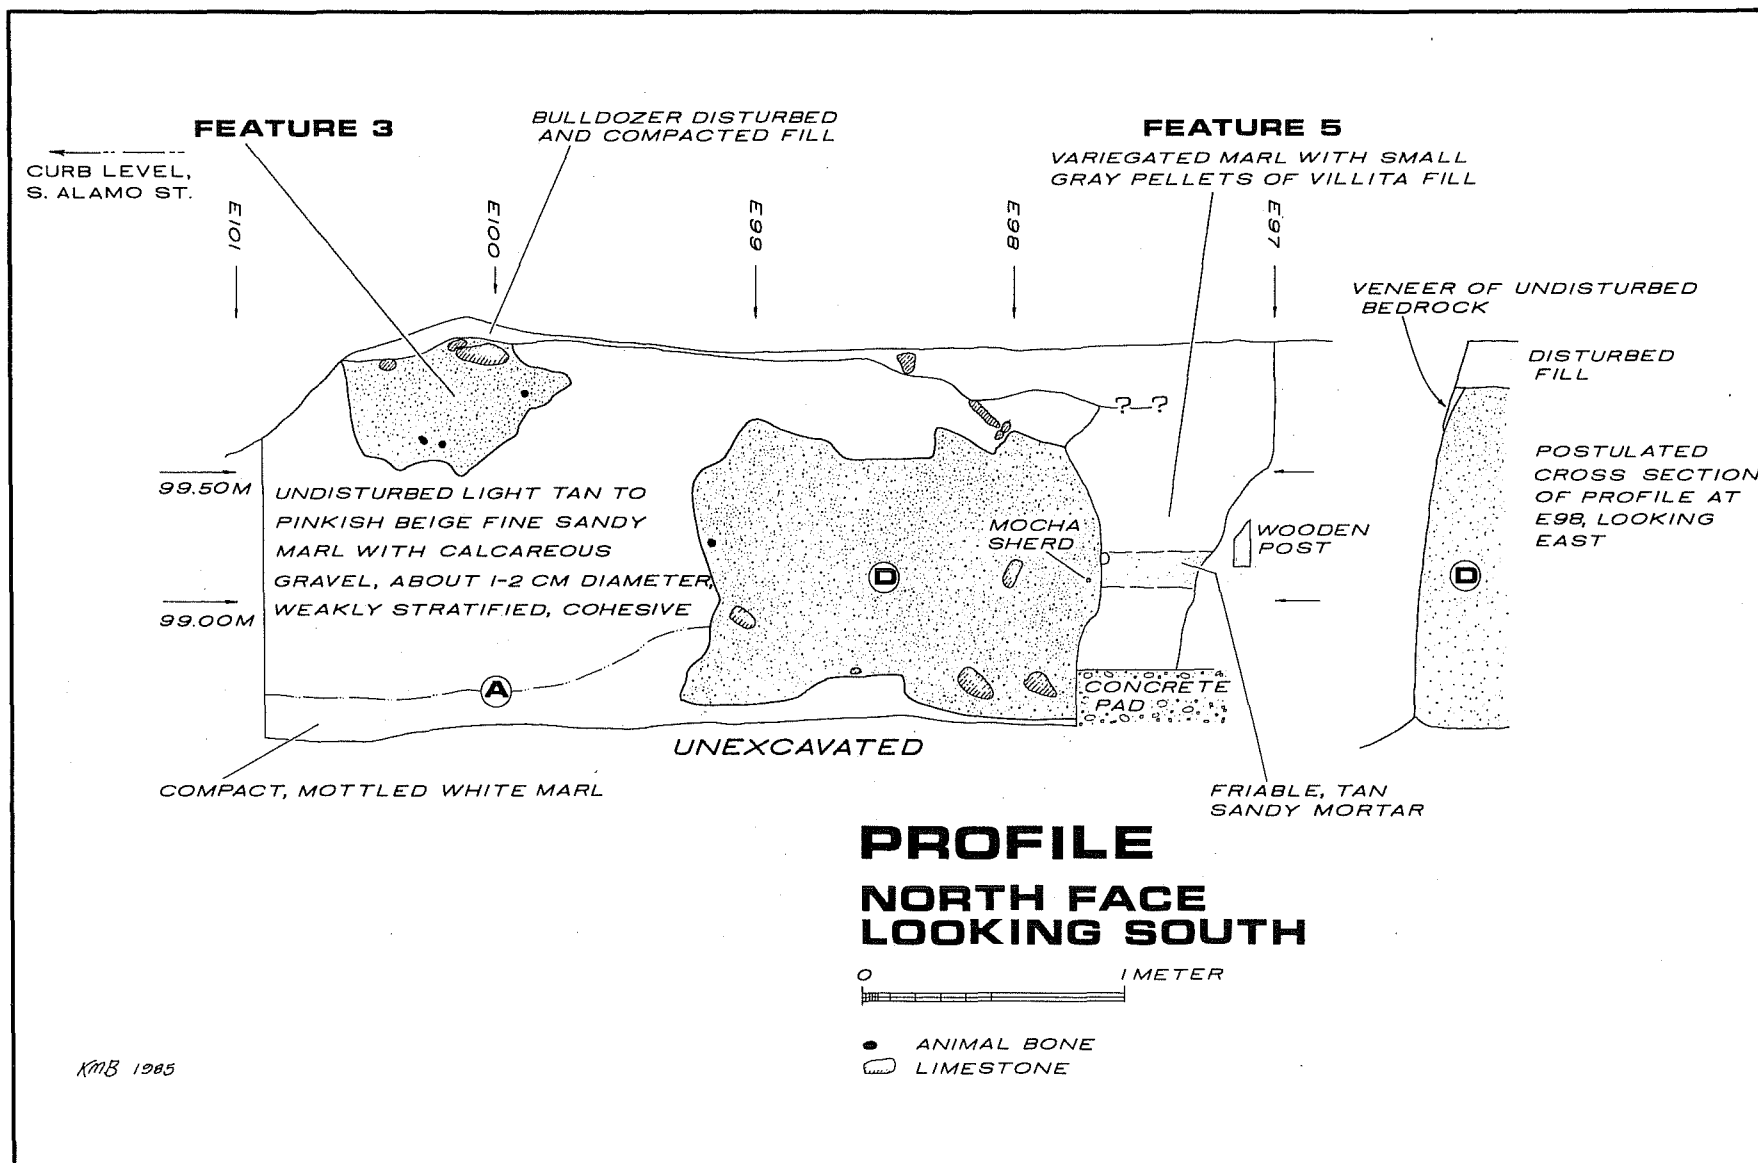 FEATURE 3
BULLDOZER DISTURBED
AND COMPACTED FILL
FEATURE 5
VARIEGATED MARL WITH SMALL
GRAY PELLETS OF VILLITA FILL
CURB LEVEL,
S. ALAMO ST.
E101
E100
E99
E98
E97
VENEER OF UNDISTURBED
BEDROCK
DISTURBED
FILL
?—?
POSTULATED
CROSS SECTION
OF PROFILE AT
E98, LOOKING
EAST
99.50M
UNDISTURBED LIGHT TAN TO
PINKISH BEIGE FINE SANDY
MARL WITH CALCAREOUS
GRAVEL, ABOUT 1-2 CM DIAMETER,
WEAKLY STRATIFIED, COHESIVE
99.00M
MOCHA
SHERD
WOODEN
POST
D
D
A
CONCRETE
PAD
UNEXCAVATED
COMPACT, MOTTLED WHITE MARL
FRIABLE, TAN
SANDY MORTAR
PROFILE
NORTH FACE
LOOKING SOUTH
0 1 METER
ANIMAL BONE
LIMESTONE
KMB 1985